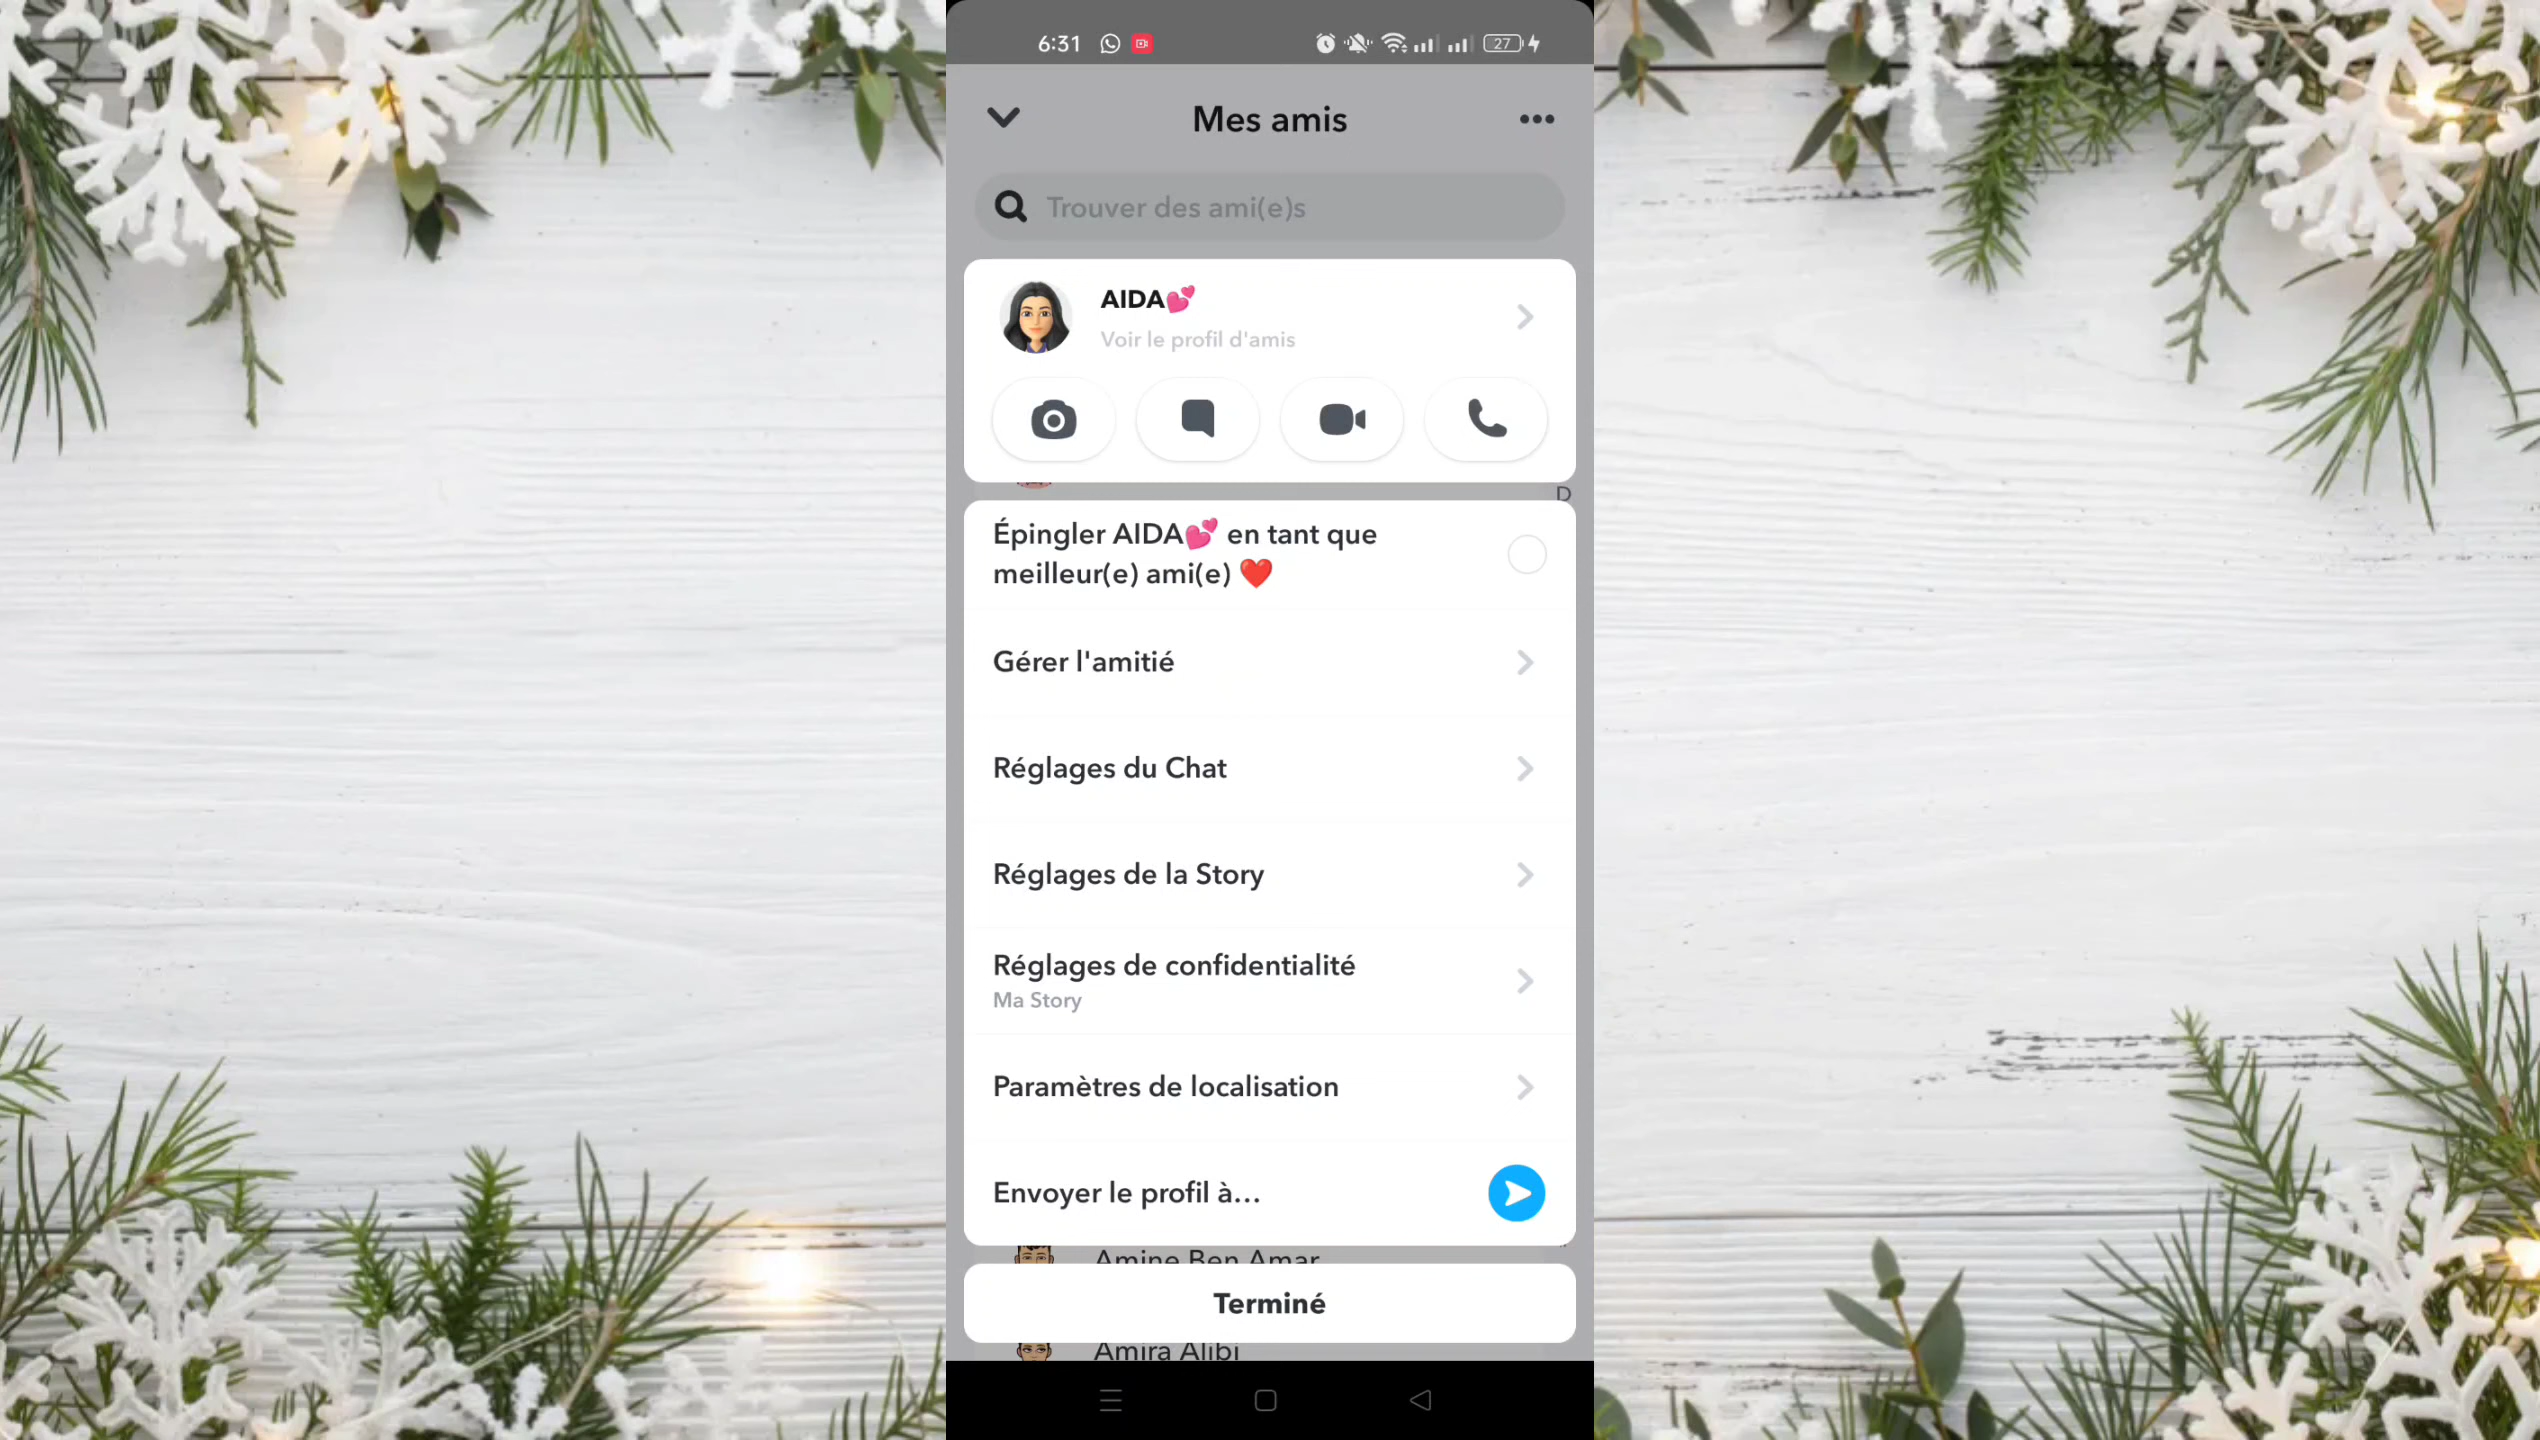 6:31
27
Mes amis
Trouver des ami(e)s
AIDA💕
Voir le profil d'amis
D
Épingler AIDA💕 en tant que
meilleur(e) ami(e) ❤️
Gérer l'amitié
Réglages du Chat
Réglages de la Story
Réglages de confidentialité
Ma Story
Paramètres de localisation
Envoyer le profil à...
Amine Ben Amar
Terminé
Amira Alibi